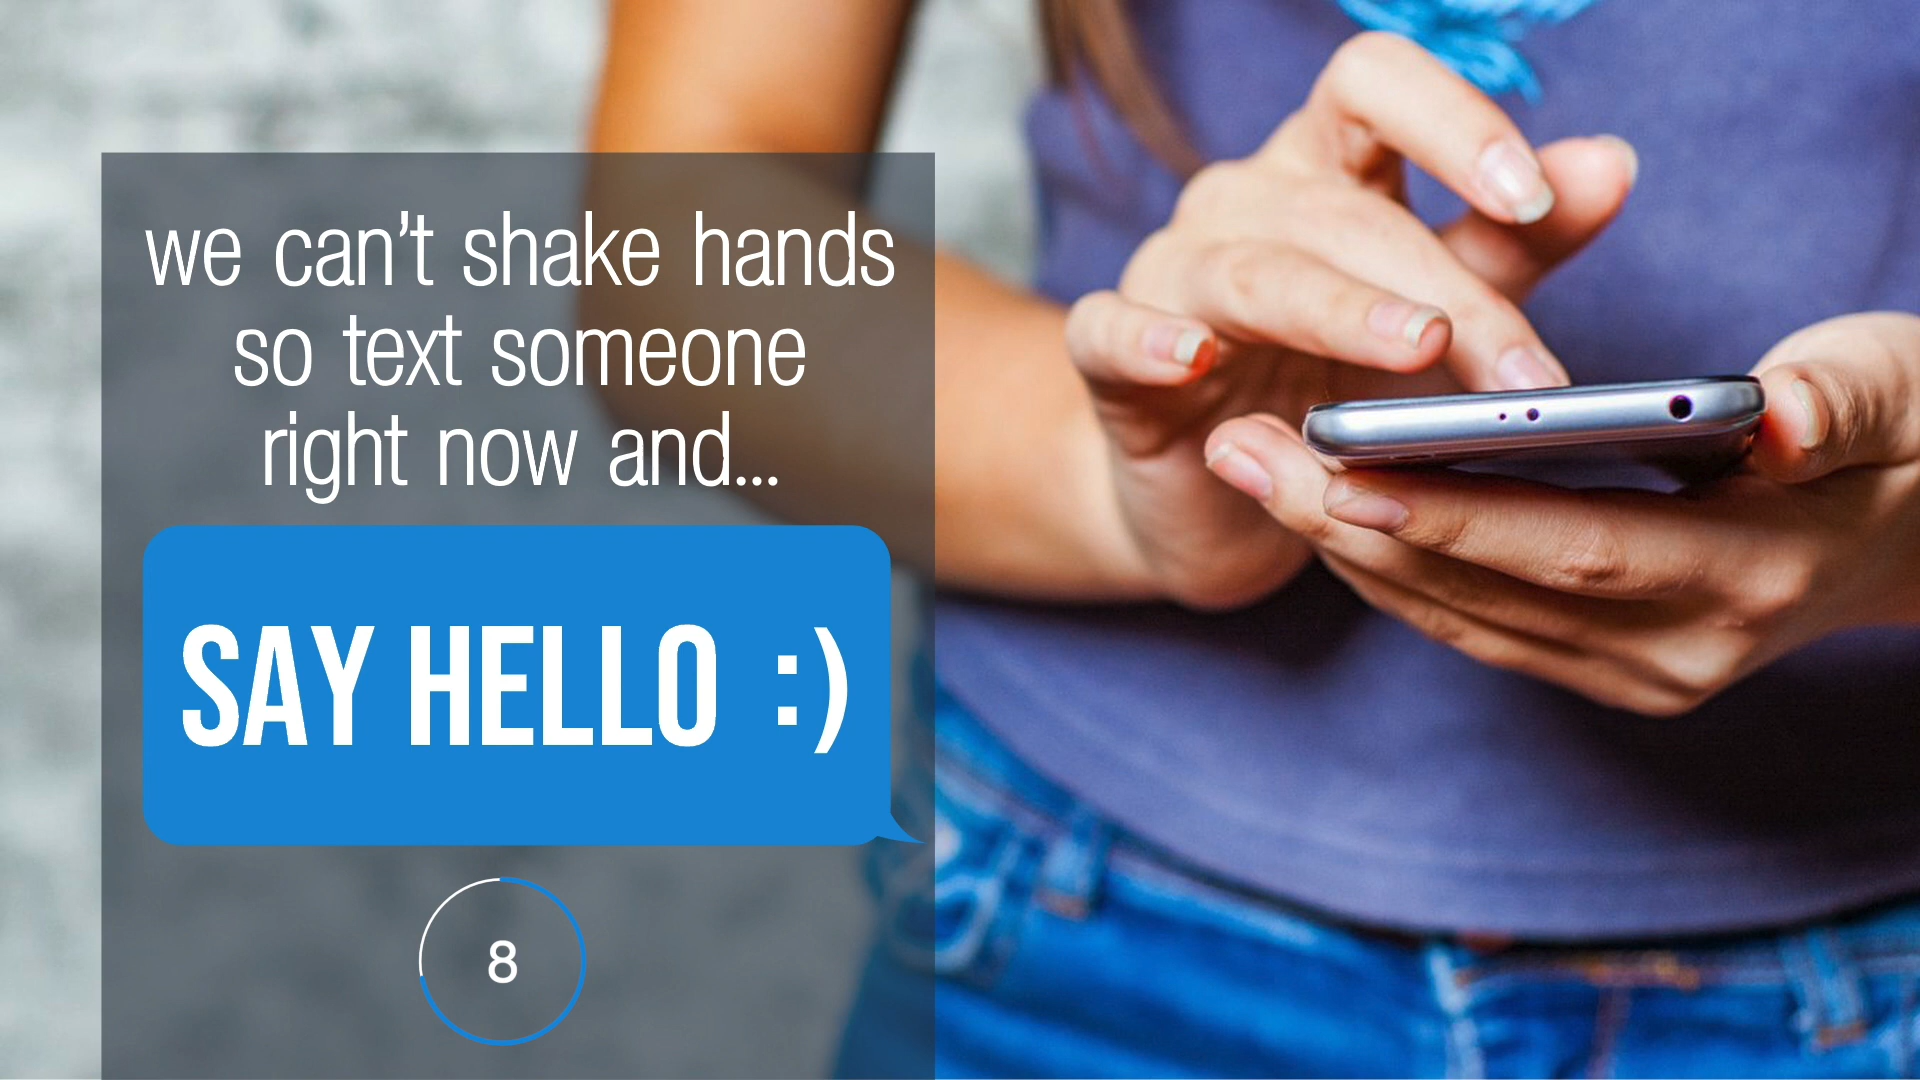 we can't shake hands
so text someone
right now and...
SAY HELLO :)
8